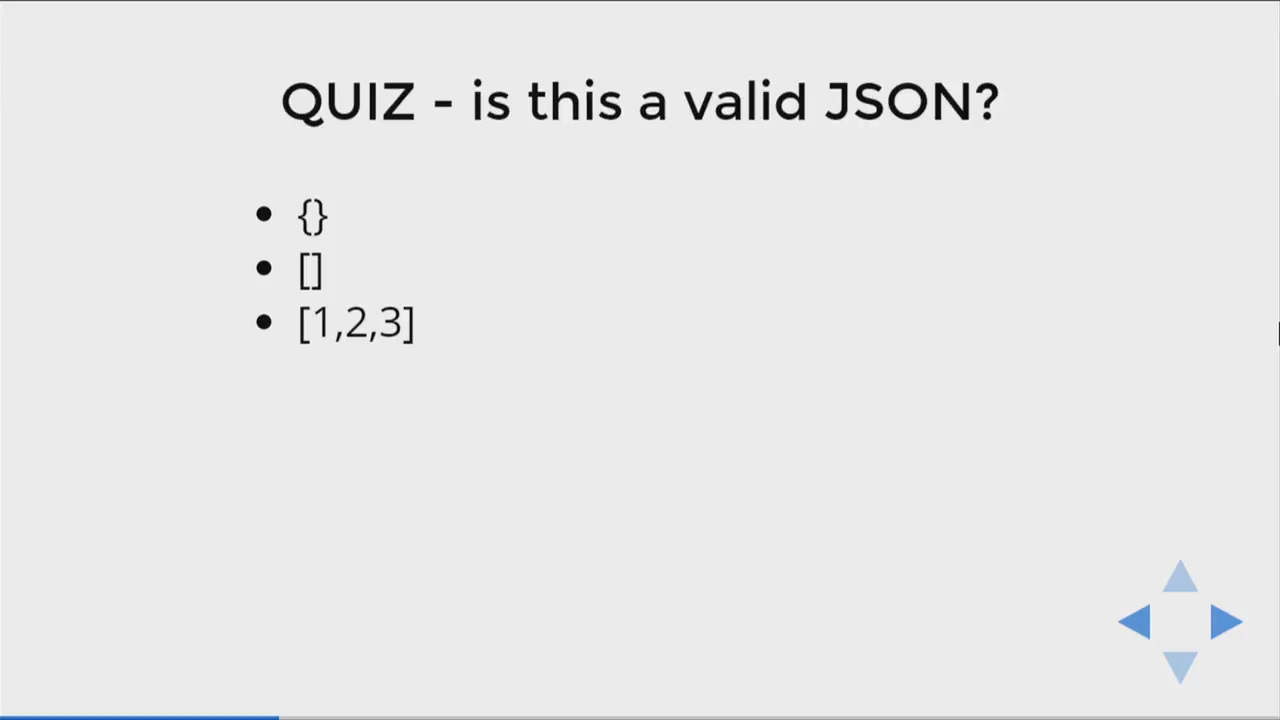 QUIZ - is this a valid JSON?
• {}
• []
• [1,2,3]